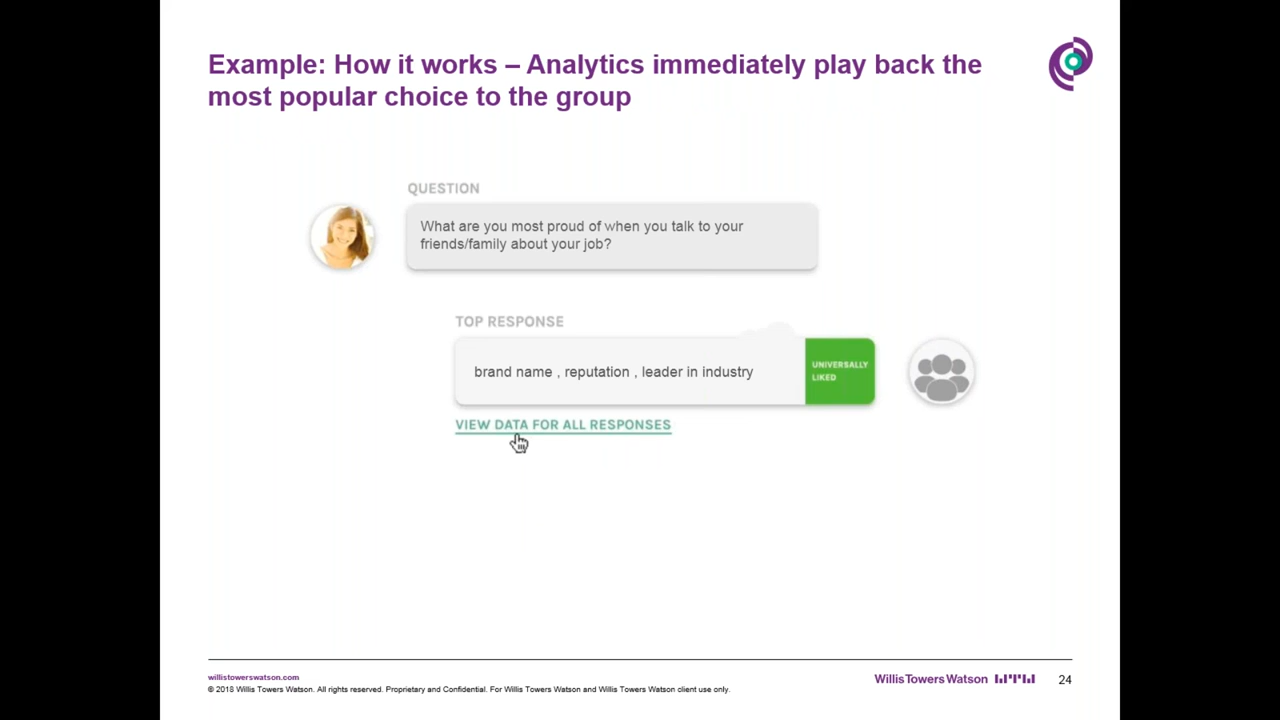 Example: How it works – Analytics immediately play back the
most popular choice to the group
QUESTION
What are you most proud of when you talk to your
friends/family about your job?
TOP RESPONSE
brand name , reputation , leader in industry
UNIVERSALLY
LIKED
VIEW DATA FOR ALL RESPONSES
willistowerswatson.com
© 2018 Willis Towers Watson. All rights reserved. Proprietary and Confidential. For Willis Towers Watson and Willis Towers Watson client use only.
WillisTowersWatson
24